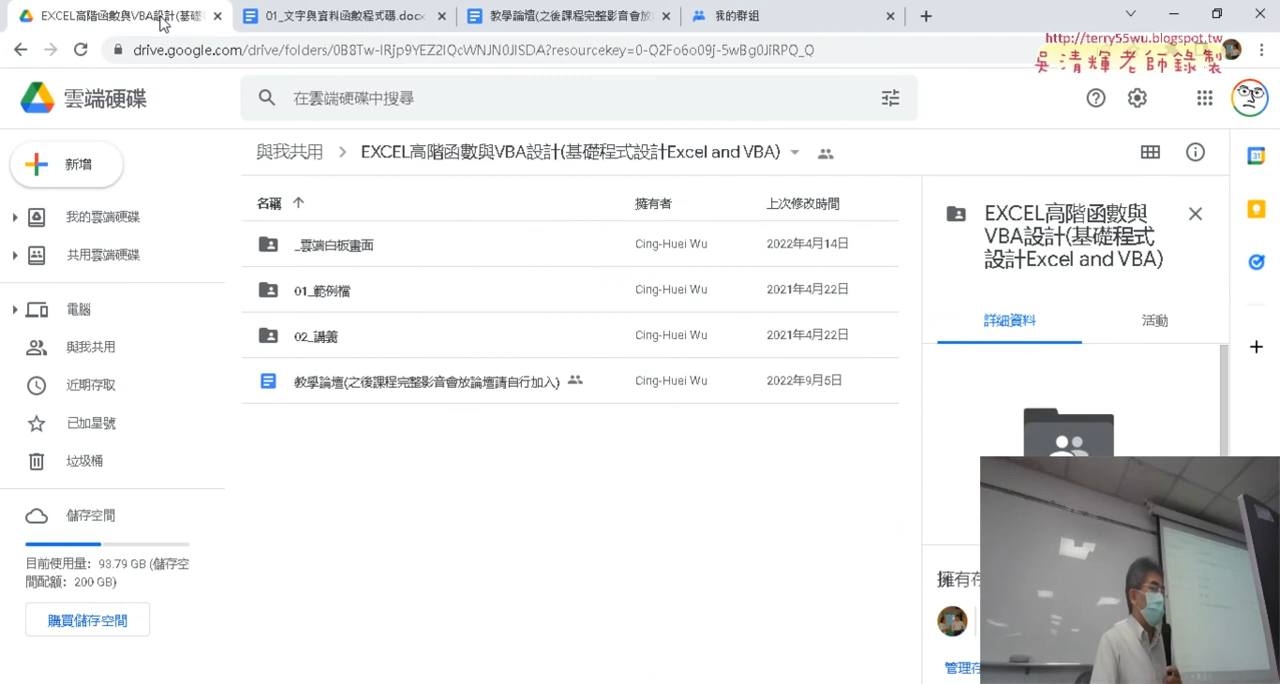 EXCEL高階函數與VBA設計(基礎
01_文字與資料函數程式碼.docx
教學論壇(之後課程完整影音會放
我的群組
drive.google.com/drive/folders/0B8Tw-IRjp9YEZ2lQcWNJN0JISDA?resourcekey=0-Q2Fo6o09j-5wBg0JlRPQ_Q
http://terry55wu.blogspot.tw
吳清輝老師錄製
雲端硬碟
在雲端硬碟中搜尋
新增
與我共用
EXCEL高階函數與VBA設計(基礎程式設計Excel and VBA)
名稱
擁有者
上次修改時間
_雲端白板畫面
Cing-Huei Wu
2022年4月14日
01_範例檔
Cing-Huei Wu
2021年4月22日
02_講義
Cing-Huei Wu
2021年4月22日
教學論壇(之後課程完整影音會放論壇請自行加入)
Cing-Huei Wu
2022年9月5日
我的雲端硬碟
共用雲端硬碟
電腦
與我共用
近期存取
已加星號
垃圾桶
儲存空間
目前使用量：93.79 GB (儲存空
間配額：200 GB)
購買儲存空間
EXCEL高階函數與
VBA設計(基礎程式
設計Excel and VBA)
詳細資料
活動
31
擁有存
管理存